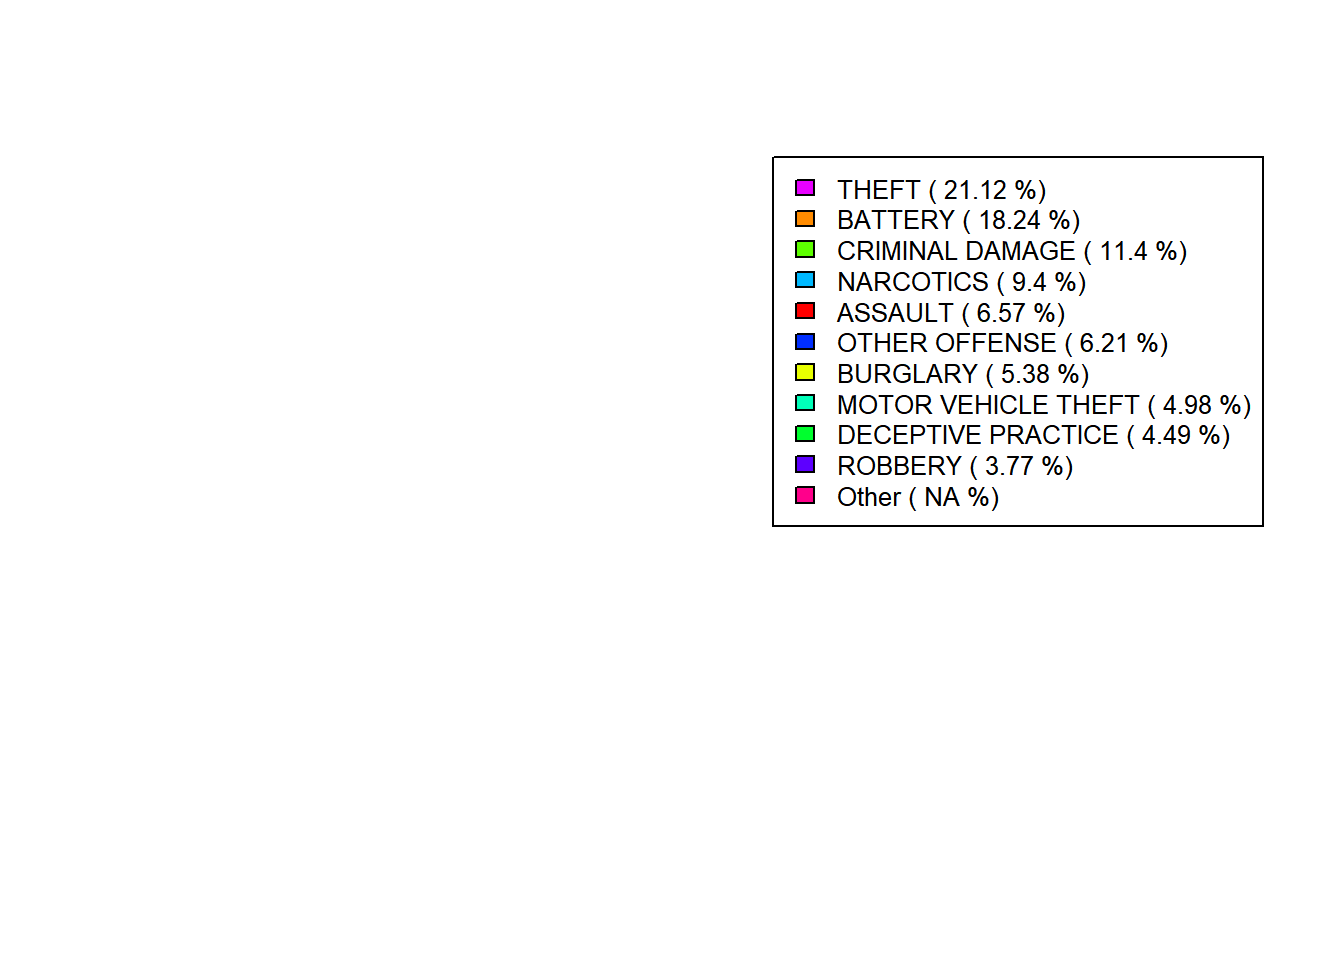 THEFT ( 21.12 %)
BATTERY ( 18.24 %)
CRIMINAL DAMAGE ( 11.4 %)
NARCOTICS ( 9.4 %)
ASSAULT ( 6.57 %)
OTHER OFFENSE ( 6.21 %)
BURGLARY ( 5.38 %)
MOTOR VEHICLE THEFT ( 4.98 %)
DECEPTIVE PRACTICE ( 4.49 %)
ROBBERY ( 3.77 %)
Other ( NA %)